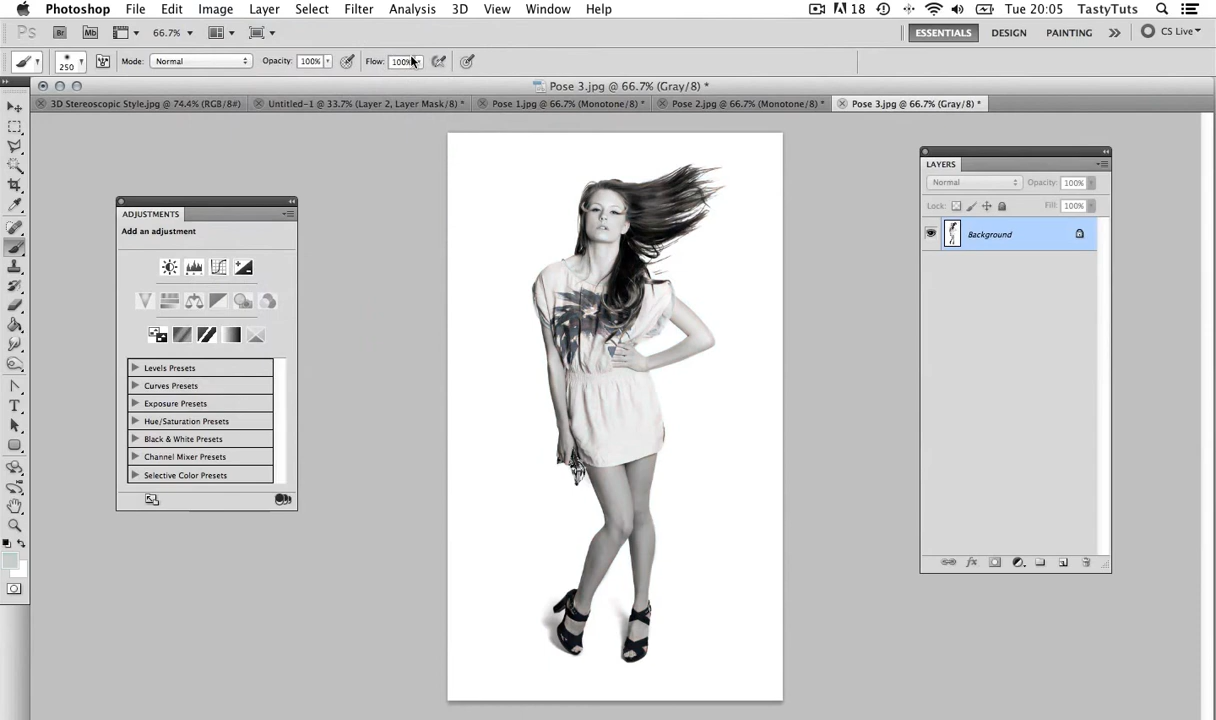 Photoshop File Edit Image Layer Select Filter Analysis 3D View Window Help 18 Tue 20:05 TastyTuts
Ps Br Mb 66.7% ESSENTIALS DESIGN PAINTING CS Live
250 Mode: Normal Opacity: 100% Flow: 100%
Pose 3.jpg @ 66.7% (Gray/8) *
3D Stereoscopic Style.jpg @ 74.4% (RGB/8#) Untitled-1 @ 33.7% (Layer 2, Layer Mask/8) * Pose 1.jpg @ 66.7% (Monotone/8) * Pose 2.jpg @ 66.7% (Monotone/8) * Pose 3.jpg @ 66.7% (Gray/8) *
ADJUSTMENTS
Add an adjustment
Levels Presets
Curves Presets
Exposure Presets
Hue/Saturation Presets
Black & White Presets
Channel Mixer Presets
Selective Color Presets
LAYERS
Normal Opacity: 100%
Lock: Fill: 100%
Background